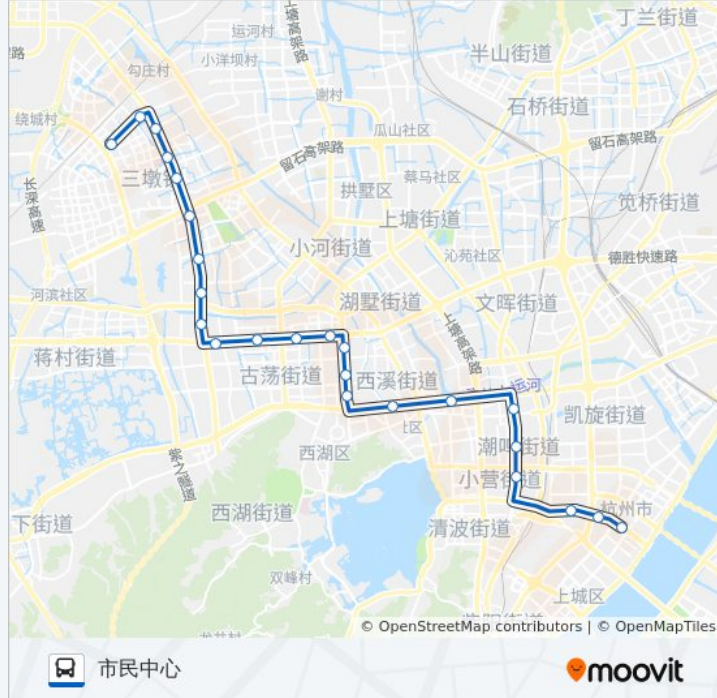 丁兰街道
运河村
上塘高架路
半山街道
路
小洋坝村
勾庄村
谢村
石桥街道
绕城村
瓜山社区
留石高架路
留石高架路
三墩
蔡马社区
长深高速
拱墅区
笕桥街道
上塘街道
小河街道
沁苑社区
德胜快速路
河滨社区
湖墅街道
文晖街道
上塘高架路
蒋村街道
古荡街道
西溪街道
运河
凯旋街道
社区
潮鸣街道
西湖区
紫之隧道
小营街道
下街道
西湖街道
杭州市
清波街道
双峰村
上城区
© OpenStreetMap contributors | © OpenMapTiles
市民中心
moovit